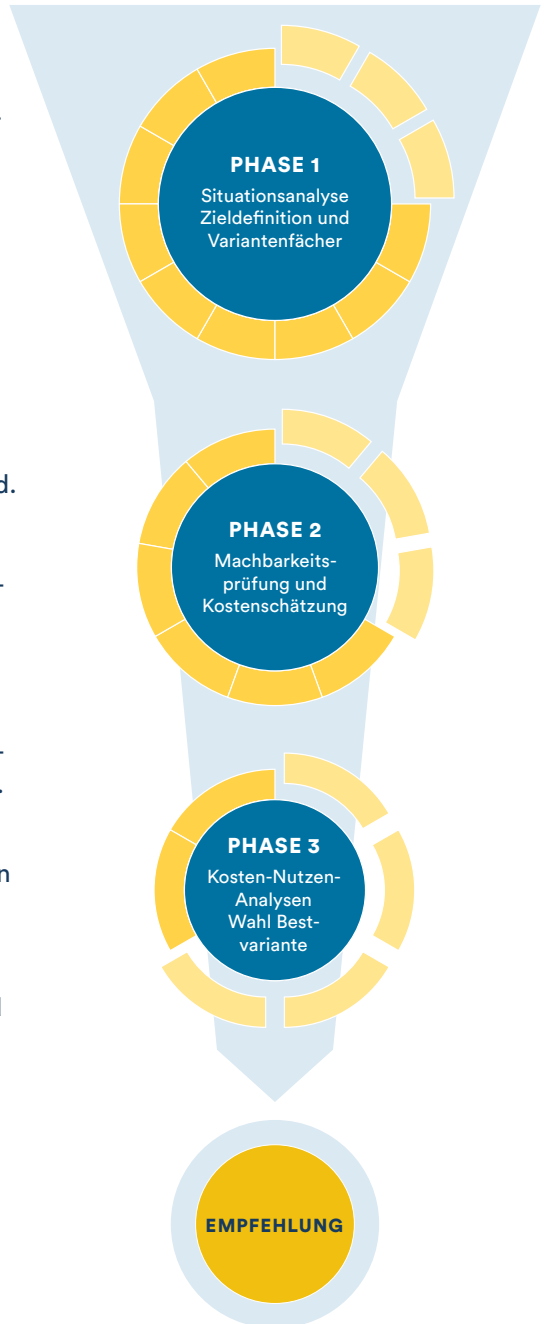 PHASE 1
Situationsanalyse
Zieldefinition und
Variantenfächer
d.
-
PHASE 2
Machbarkeits-
prüfung und
Kostenschätzung
-
.
n
PHASE 3
Kosten-Nutzen-
Analysen
Wahl Best-
variante
EMPFEHLUNG